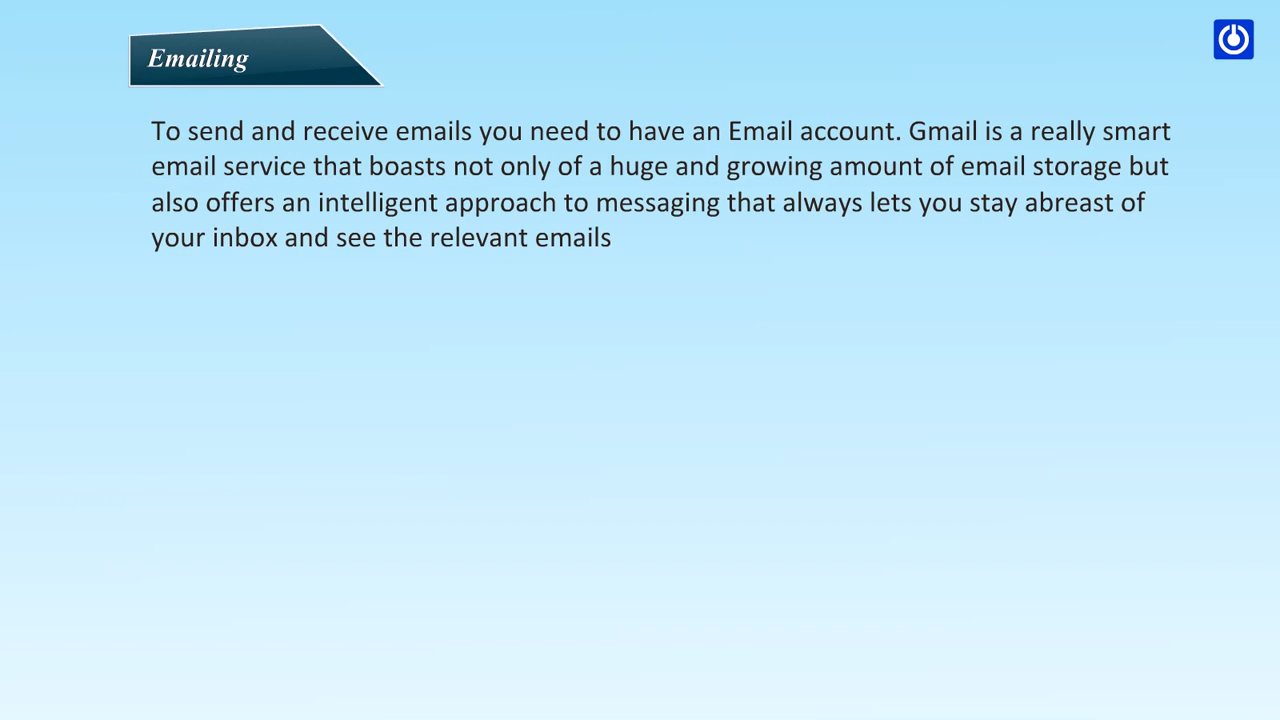 Emailing
To send and receive emails you need to have an Email account. Gmail is a really smart
email service that boasts not only of a huge and growing amount of email storage but
also offers an intelligent approach to messaging that always lets you stay abreast of
your inbox and see the relevant emails